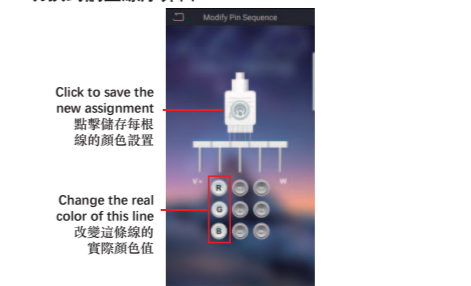 Modify Pin Sequence
Click to save the
new assignment
點擊儲存每根
線的顏色設置
V+
W
R
G
B
Change the real
color of this line
改變這條線的
實際顏色值